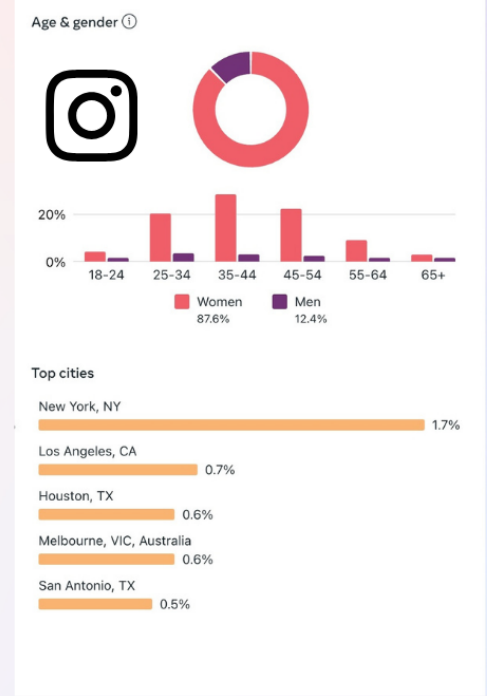 Age & gender
20%
0%
18-24 25-34 35-44 45-54 55-64 65+
Women Men
87.6% 12.4%
Top cities
New York, NY
1.7%
Los Angeles, CA
0.7%
Houston, TX
0.6%
Melbourne, VIC, Australia
0.6%
San Antonio, TX
0.5%